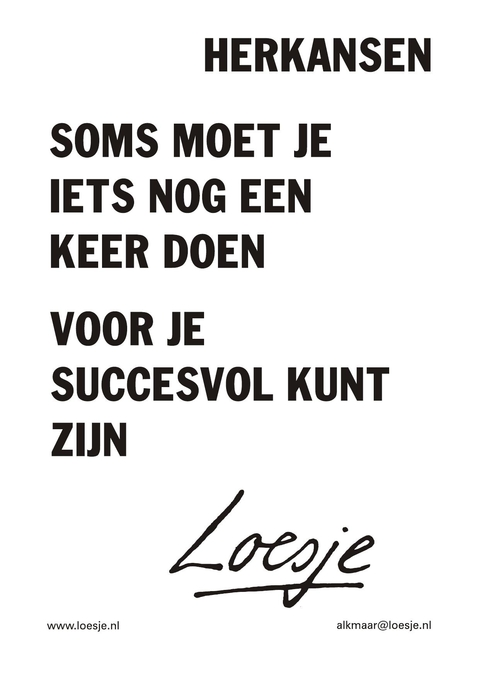 HERKANSEN
SOMS MOET JE
IETS NOG EEN
KEER DOEN
VOOR JE
SUCCESVOL KUNT
ZIJN
Loesje
www.loesje.nl
alkmaar@loesje.nl